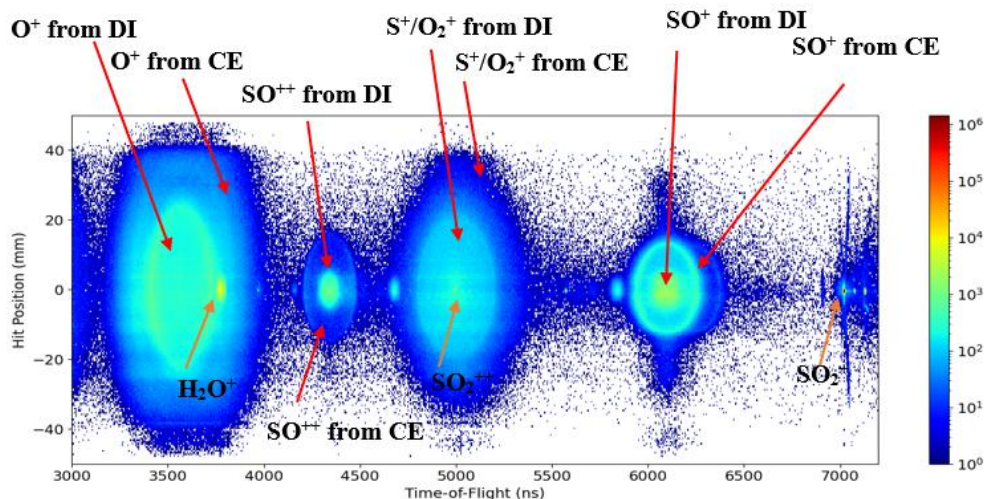 O⁺ from DI
O⁺ from CE
SO⁺⁺ from DI
S⁺/O₂⁺ from DI
S⁺/O₂⁺ from CE
SO⁺ from DI
SO⁺ from CE
40
20
0
−20
−40
Hit Position (mm)
H₂O⁺
SO⁺⁺ from CE
SO₂⁺⁺
SO₂⁺
3000 3500 4000 4500 5000 5500 6000 6500 7000
Time-of-Flight (ns)
10⁶
10⁵
10⁴
10³
10²
10¹
10⁰